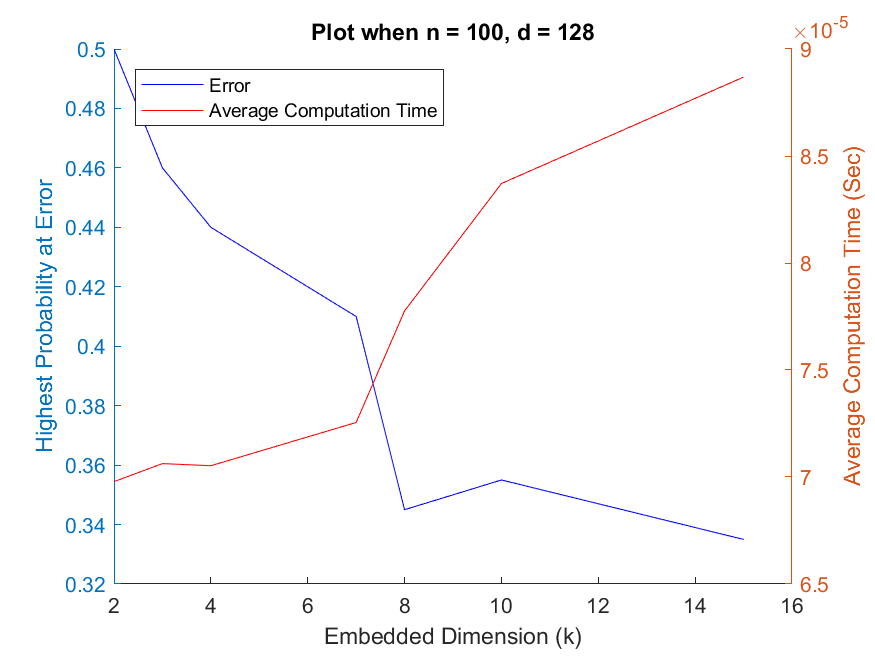 Plot when n = 100, d = 128
×10-5
Error
Average Computation Time
Highest Probability at Error
0.5
0.48
0.46
0.44
0.42
0.4
0.38
0.36
0.34
0.32
9
8.5
8
7.5
7
6.5
Average Computation Time (Sec)
2 4 6 8 10 12 14 16
Embedded Dimension (k)